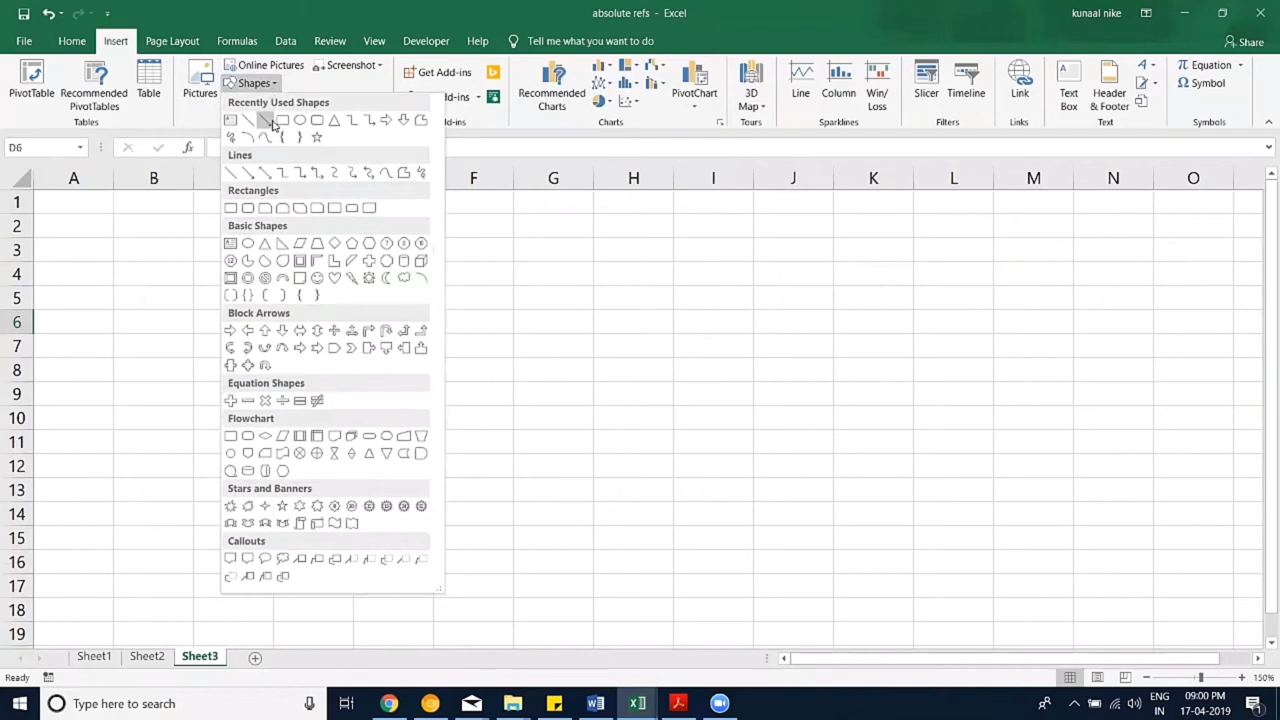 absolute refs - Excel
kunaal nike
File Home Insert Page Layout Formulas Data Review View Developer Help Tell me what you want to do
Share
PivotTable
Recommended
PivotTables
Table
Tables
Pictures
Online Pictures
Shapes
Screenshot
Get Add-ins
Add-ins
Recommended
Charts
Charts
PivotChart
3D
Map
Tours
Line
Column
Win/
Loss
Sparklines
Slicer
Timeline
Filters
Link
Links
Text
Box
Header
& Footer
Text
Equation
Symbol
Symbols
Recently Used Shapes
D6
fx
Lines
Rectangles
Basic Shapes
Block Arrows
Equation Shapes
Flowchart
Stars and Banners
Callouts
A B F G H I J K L M N O
1
2
3
4
5
6
7
8
9
10
11
12
13
14
15
16
17
18
19
Sheet1 Sheet2 Sheet3
Ready
150%
Type here to search
ENG
IN
09:00 PM
17-04-2019